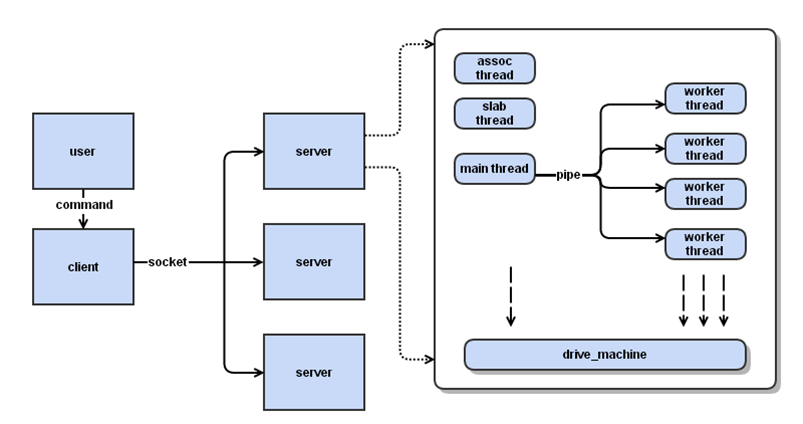 user
command
client
socket
server
server
server
assoc
thread
slab
thread
main thread
pipe
worker
thread
worker
thread
worker
thread
worker
thread
drive_machine